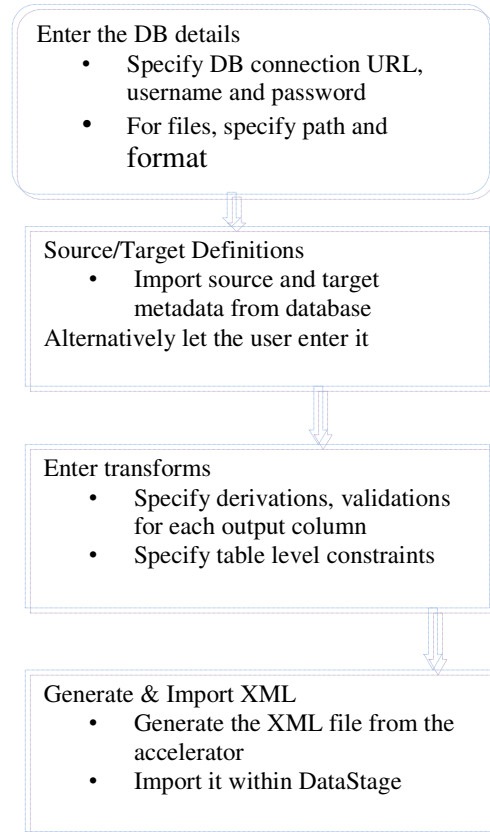 Enter the DB details
• Specify DB connection URL,
username and password
• For files, specify path and
format
Source/Target Definitions
• Import source and target
metadata from database
Alternatively let the user enter it
Enter transforms
• Specify derivations, validations
for each output column
• Specify table level constraints
Generate & Import XML
• Generate the XML file from the
accelerator
• Import it within DataStage